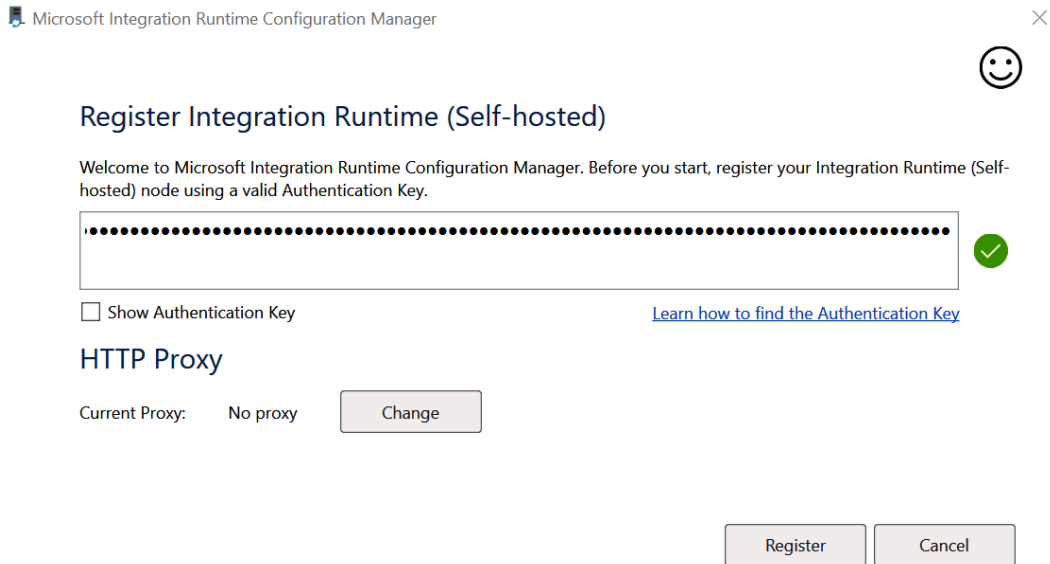 Microsoft Integration Runtime Configuration Manager
Register Integration Runtime (Self-hosted)
Welcome to Microsoft Integration Runtime Configuration Manager. Before you start, register your Integration Runtime (Self-
hosted) node using a valid Authentication Key.
Show Authentication Key
Learn how to find the Authentication Key
HTTP Proxy
Current Proxy: No proxy Change
Register Cancel